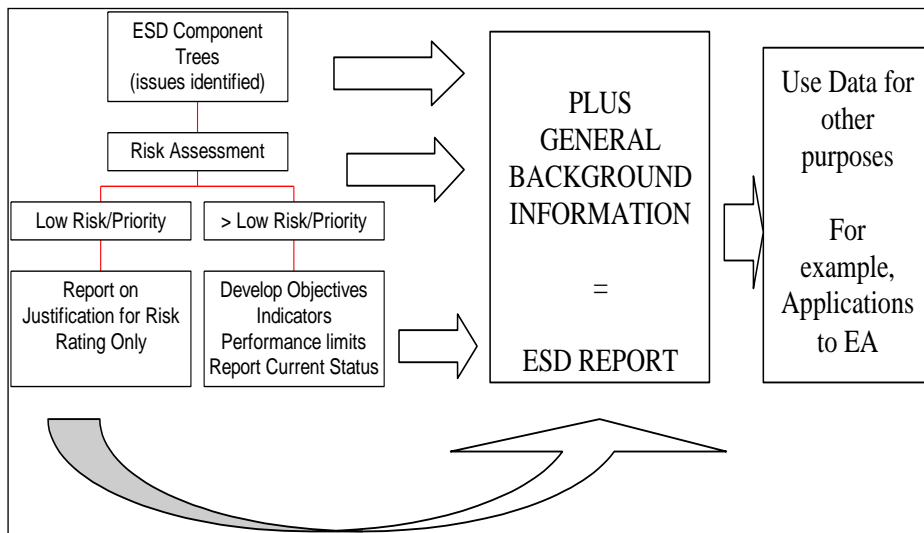 ESD Component
Trees
(issues identified)
Risk Assessment
Low Risk/Priority
> Low Risk/Priority
Report on
Justification for Risk
Rating Only
Develop Objectives
Indicators
Performance limits
Report Current Status
PLUS
GENERAL
BACKGROUND
INFORMATION
=
ESD REPORT
Use Data for
other
purposes
For
example,
Applications
to EA